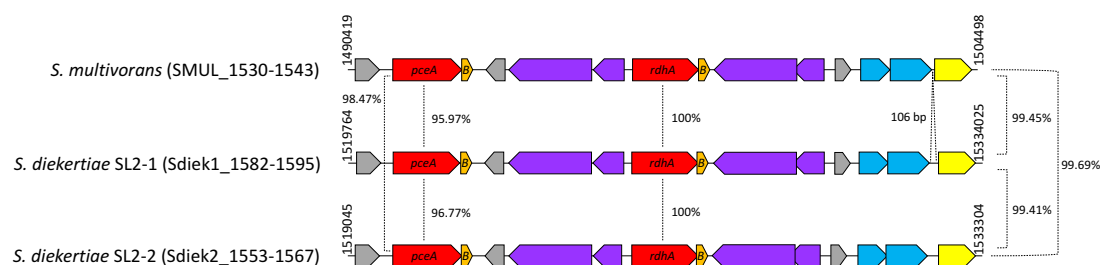 1490419
1504498
S. multivorans (SMUL_1530-1543)
pceA B rdhA B
98.47%
95.97% 100% 106 bp 99.45%
1519764
1534025
S. diekertiae SL2-1 (Sdiek1_1582-1595)
pceA B rdhA B
99.69%
96.77% 100% 99.41%
1519045
1533304
S. diekertiae SL2-2 (Sdiek2_1553-1567)
pceA B rdhA B